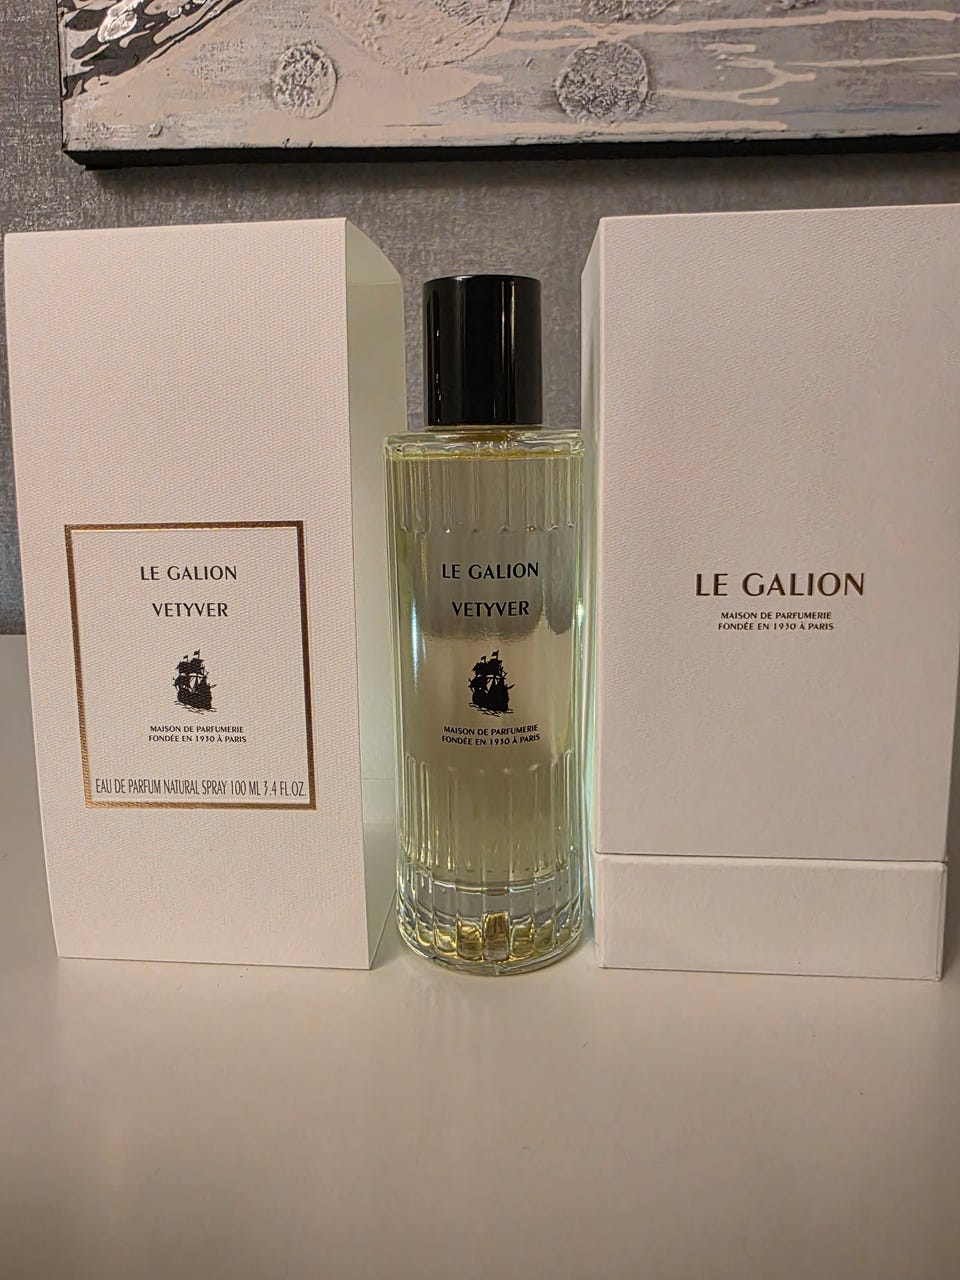 LE GALION
VETYVER
MAISON DE PARFUMERIE
FONDÉE EN 1930 À PARIS
EAU DE PARFUM NATURAL SPRAY 100 ML 3.4 FL.OZ.
LE GALION
VETYVER
MAISON DE PARFUMERIE
FONDÉE EN 1930 À PARIS
LE GALION
MAISON DE PARFUMERIE
FONDÉE EN 1930 À PARIS